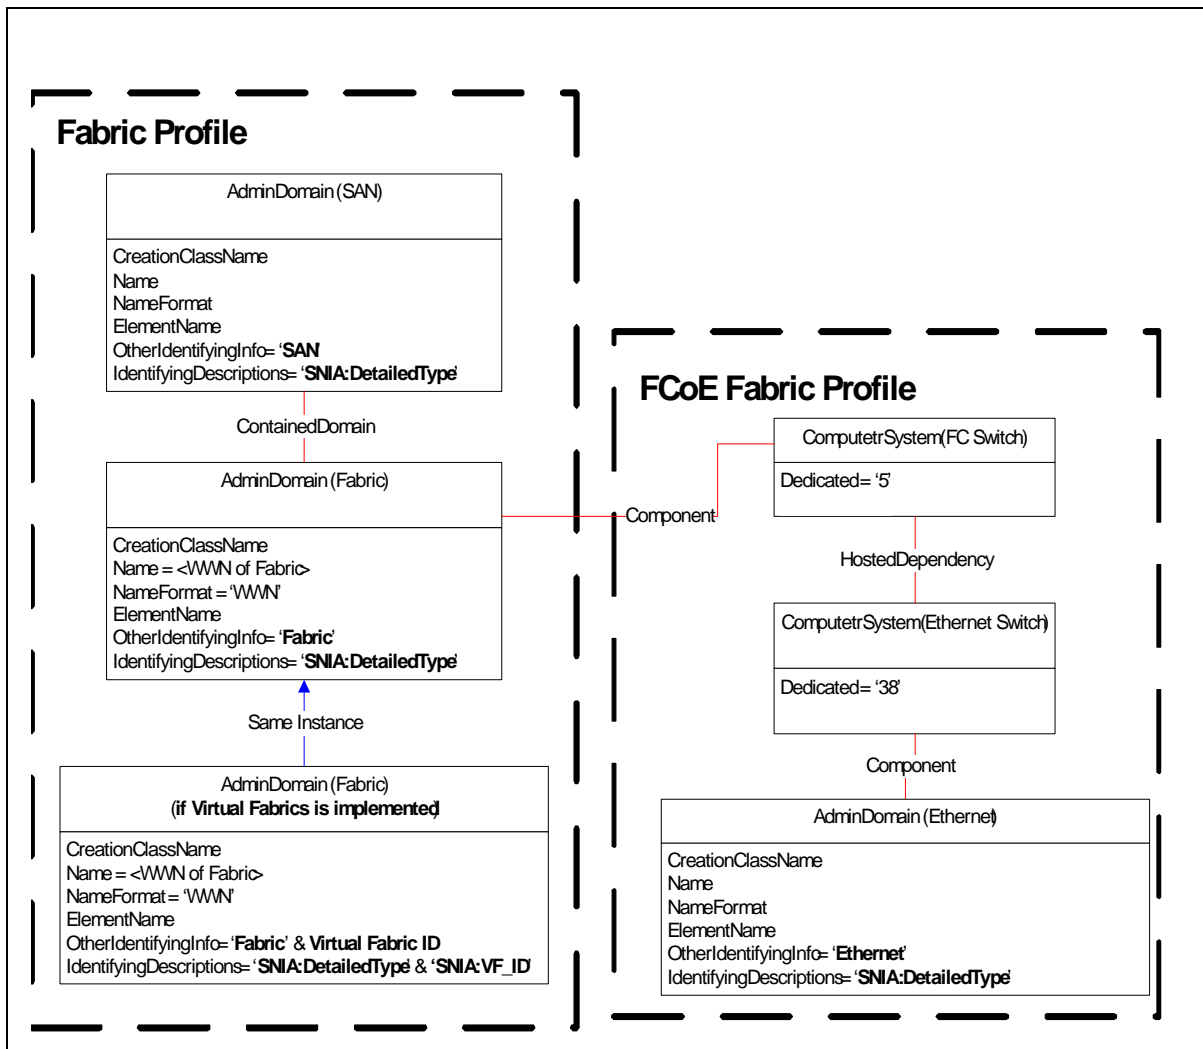 Fabric Profile
AdminDomain (SAN)
CreationClassName
Name
NameFormat
ElementName
OtherIdentifyingInfo= ‘SAN’
IdentifyingDescriptions= ‘SNIA:DetailedType’
ContainedDomain
AdminDomain (Fabric)
CreationClassName
Name = <WWN of Fabric>
NameFormat = ‘WWN’
ElementName
OtherIdentifyingInfo= ‘Fabric’
IdentifyingDescriptions= ‘SNIA:DetailedType’
Same Instance
AdminDomain (Fabric)
(if Virtual Fabrics is implemented)
CreationClassName
Name = <WWN of Fabric>
NameFormat = ‘WWN’
ElementName
OtherIdentifyingInfo= ‘Fabric’ & Virtual Fabric ID
IdentifyingDescriptions= ‘SNIA:DetailedType’ & ‘SNIA:VF_ID’
Component
FCoE Fabric Profile
ComputetrSystem(FC Switch)
Dedicated= ‘5’
HostedDependency
ComputetrSystem(Ethernet Switch)
Dedicated= ‘38’
Component
AdminDomain (Ethernet)
CreationClassName
Name
NameFormat
ElementName
OtherIdentifyingInfo= ‘Ethernet’
IdentifyingDescriptions= ‘SNIA:DetailedType’